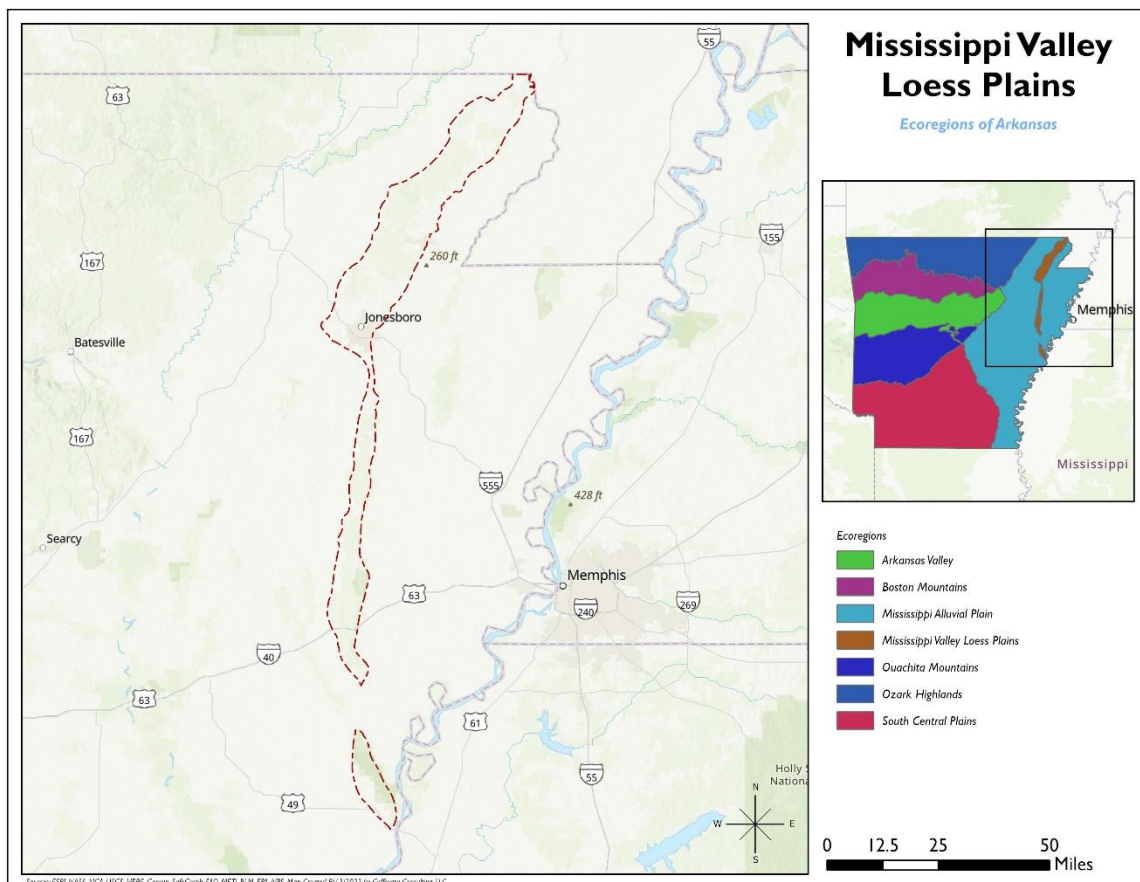 Mississippi Valley
Loess Plains
Ecoregions of Arkansas
55
63
155
167
260 ft
Jonesboro
Batesville
167
555
428 ft
Searcy
Memphis
63
240
269
40
63
61
55
49
Holly S
Nationa
N
W
E
S
Memphis
Mississippi
Ecoregions
Arkansas Valley
Boston Mountains
Mississippi Alluvial Plain
Mississippi Valley Loess Plains
Ouachita Mountains
Ozark Highlands
South Central Plains
0 12.5 25 50
Miles